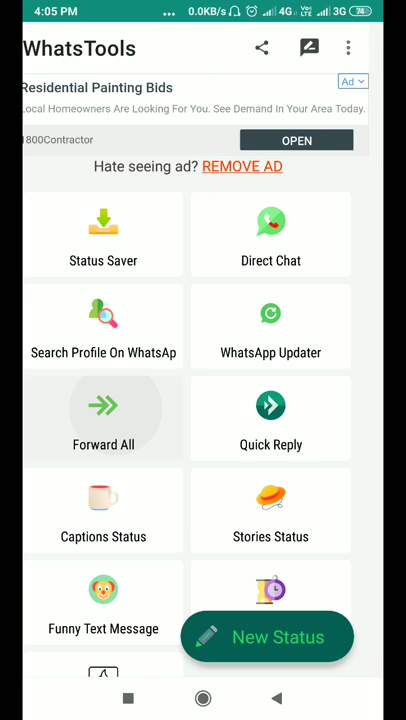 4:05 PM ... 0.0KB/s 4G VoLTE 3G 74
WhatsTools
Residential Painting Bids
Ad
Local Homeowners Are Looking For You. See Demand In Your Area Today.
1800Contractor
OPEN
Hate seeing ad? REMOVE AD
Status Saver
Direct Chat
Search Profile On WhatsAp
WhatsApp Updater
Forward All
Quick Reply
Captions Status
Stories Status
Funny Text Message
New Status